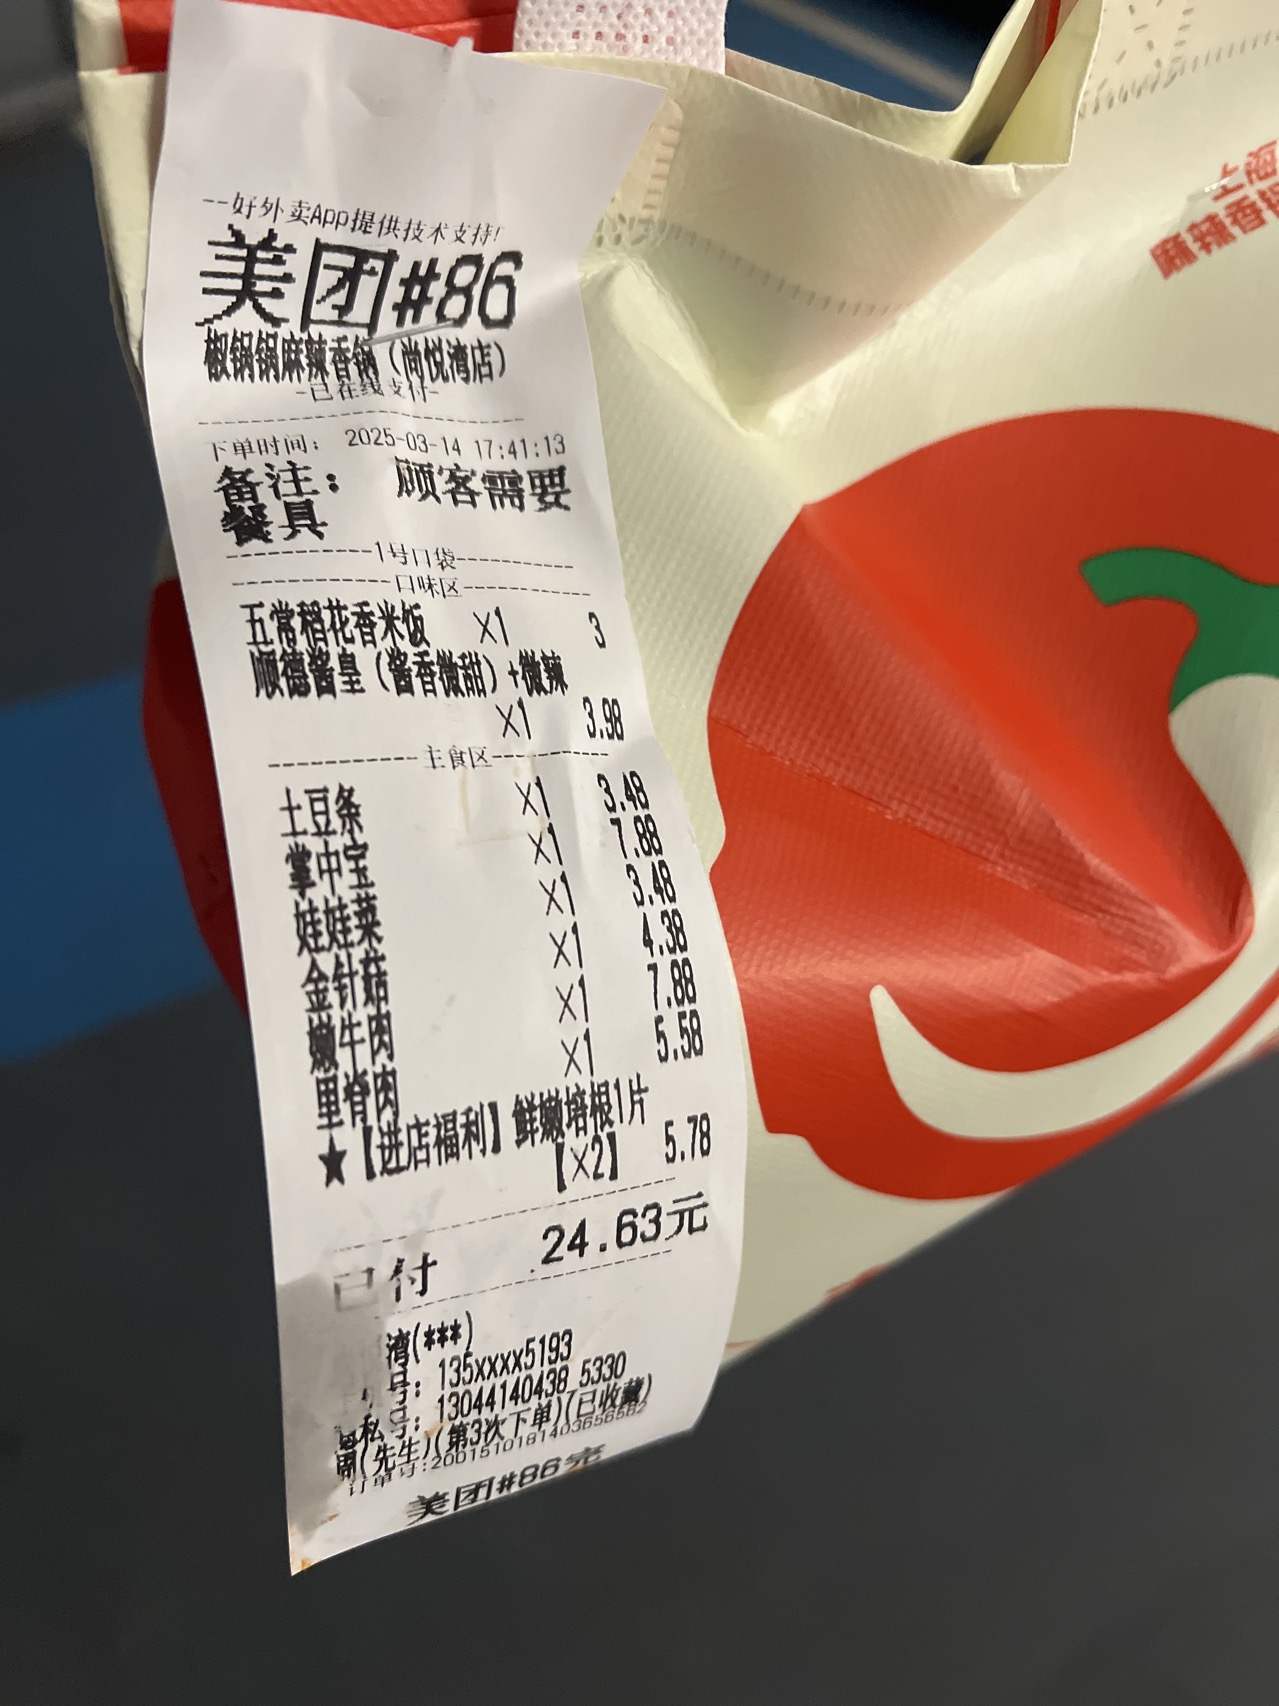 --好外卖App提供技术支持!
美团#86
椒锅锅麻辣香锅（尚悦湾店）
-已在线支付-
下单时间： 2025-03-14 17:41:13
备注： 顾客需要
餐具
1号口袋
口味区
五常稻花香米饭 X1 3
顺德酱皇（酱香微甜）+微辣
X1 3.98
主食区
土豆条 X1 3.48
掌中宝 X1 7.88
娃娃菜 X1 3.48
金针菇 X1 4.38
嫩牛肉 X1 7.88
里脊肉 X1 5.58
★【进店福利】鲜嫩培根1片
【X2】 5.78
已付 24.63元
湾(***)
号: 135xxxx5193
号: 13044140438_5330
私
(先生)(第3次下单)(已收藏)
订单号:2001510181403656582
美团#86完
上海
麻辣香锅